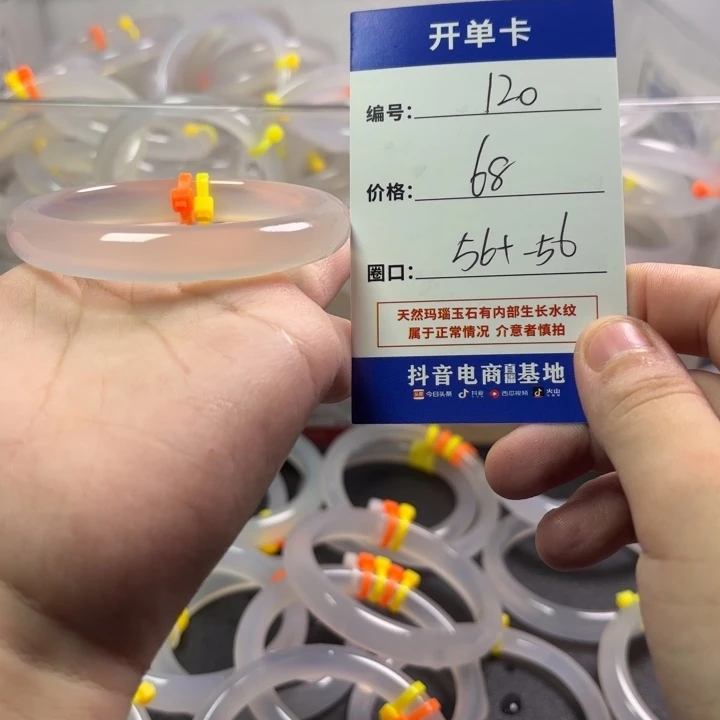 开单卡
编号: 120
价格: 68
圈口: 56+ -56
天然玛瑙玉石有内部生长水纹
属于正常情况 介意者慎拍
抖音电商直播基地
今日头条 抖音 西瓜视频 火山